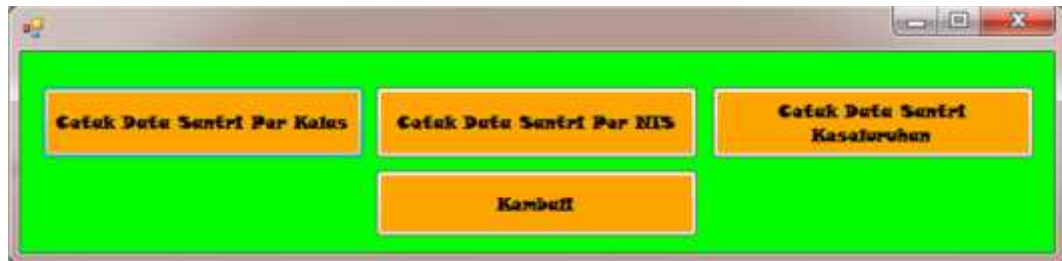 Cetak Data Santri Per Kelas
Cetak Data Santri Per NIS
Cetak Data Santri
Keseluruhan
Kembali